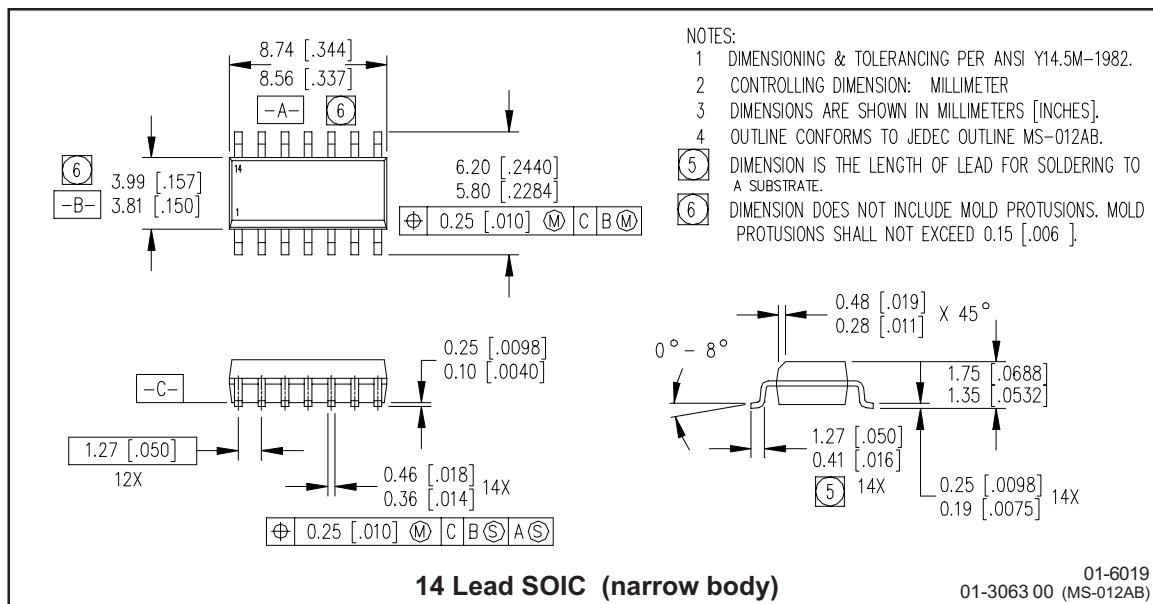 8.74 [.344]
8.56 [.337]
-A-
6
14
1
6
3.99 [.157]
-B- 3.81 [.150]
6.20 [.2440]
5.80 [.2284]
⌖ 0.25 [.010] Ⓜ C B Ⓜ
NOTES:
1 DIMENSIONING & TOLERANCING PER ANSI Y14.5M-1982.
2 CONTROLLING DIMENSION: MILLIMETER
3 DIMENSIONS ARE SHOWN IN MILLIMETERS [INCHES].
4 OUTLINE CONFORMS TO JEDEC OUTLINE MS-012AB.
5 DIMENSION IS THE LENGTH OF LEAD FOR SOLDERING TO
A SUBSTRATE.
6 DIMENSION DOES NOT INCLUDE MOLD PROTUSIONS. MOLD
PROTUSIONS SHALL NOT EXCEED 0.15 [.006 ].
-C-
0.25 [.0098]
0.10 [.0040]
1.27 [.050]
12X
0.46 [.018]
0.36 [.014] 14X
⌖ 0.25 [.010] Ⓜ C B Ⓢ A Ⓢ
0.48 [.019]
0.28 [.011] X 45°
0° - 8°
1.75 [.0688]
1.35 [.0532]
1.27 [.050]
0.41 [.016]
5 14X
0.25 [.0098]
0.19 [.0075] 14X
14 Lead SOIC (narrow body)
01-6019
01-3063 00 (MS-012AB)